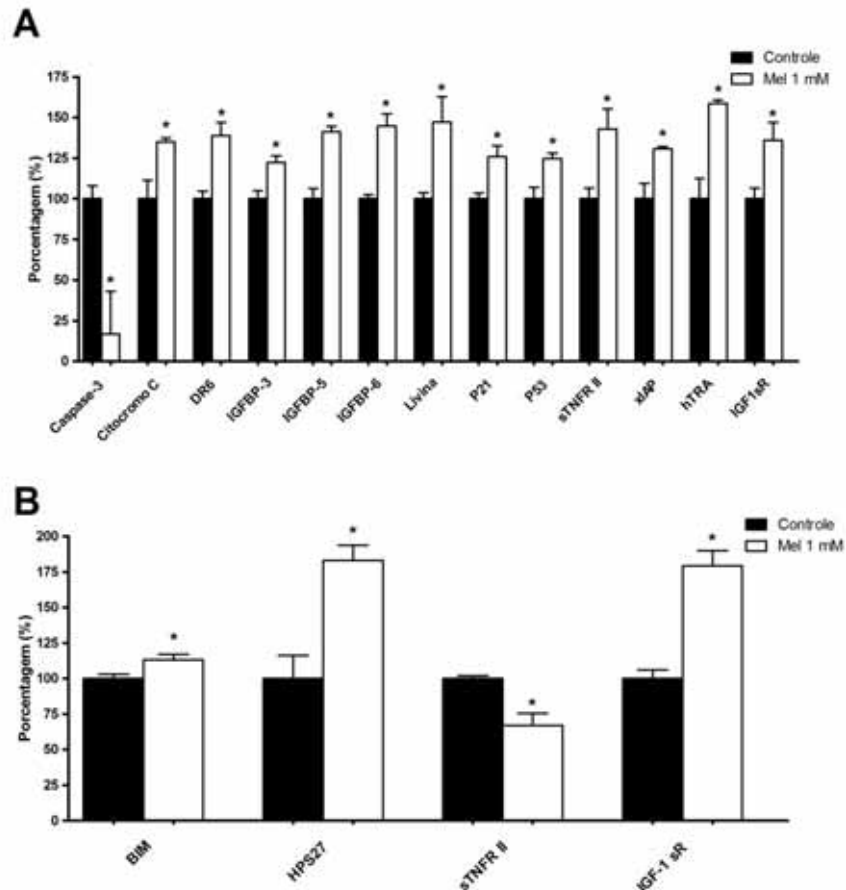 A
Controle
Mel 1 mM
Porcentagem (%)
175
150
125
100
75
50
25
0
* * * * * * * * * * * * *
Caspase-3
Citocromo C
DR6
IGFBP-3
IGFBP-5
IGFBP-6
Livina
P21
P53
sTNFR II
xIAP
hTRA
IGF1sR
B
Controle
Mel 1 mM
Porcentagem (%)
200
175
150
125
100
75
50
25
0
* * * *
BIM
HPS27
sTNFR II
IGF-1 sR